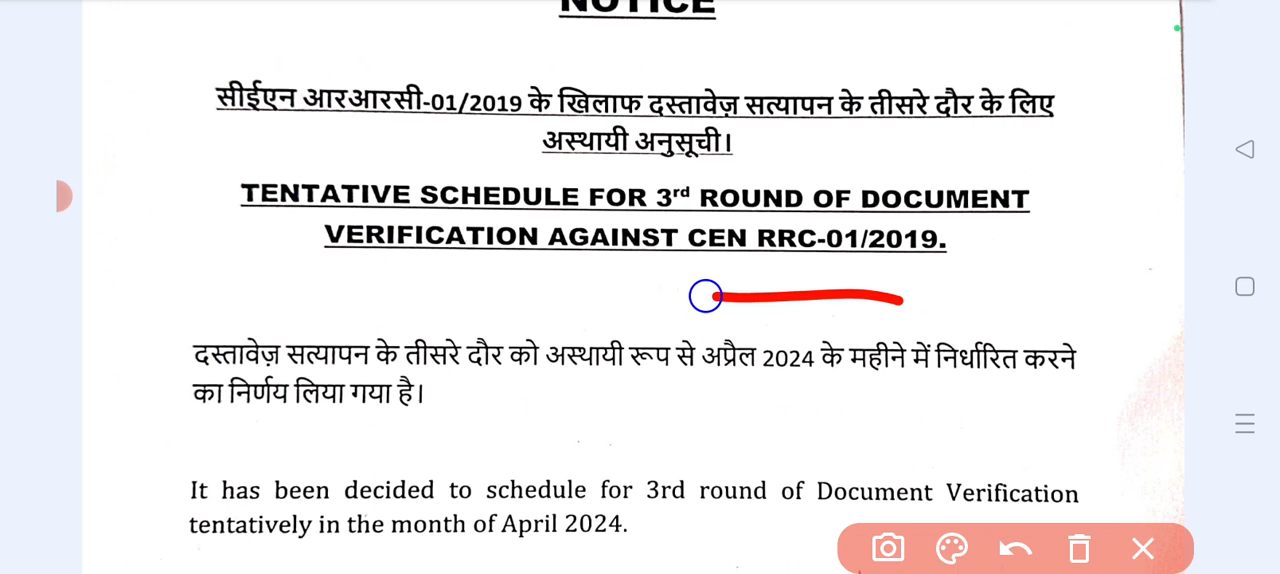 NOTICE
सीईएन आरआरसी-01/2019 के खिलाफ दस्तावेज़ सत्यापन के तीसरे दौर के लिए
अस्थायी अनुसूची।
TENTATIVE SCHEDULE FOR 3rd ROUND OF DOCUMENT
VERIFICATION AGAINST CEN RRC-01/2019.
दस्तावेज़ सत्यापन के तीसरे दौर को अस्थायी रूप से अप्रैल 2024 के महीने में निर्धारित करने
का निर्णय लिया गया है।
It has been decided to schedule for 3rd round of Document Verification
tentatively in the month of April 2024.